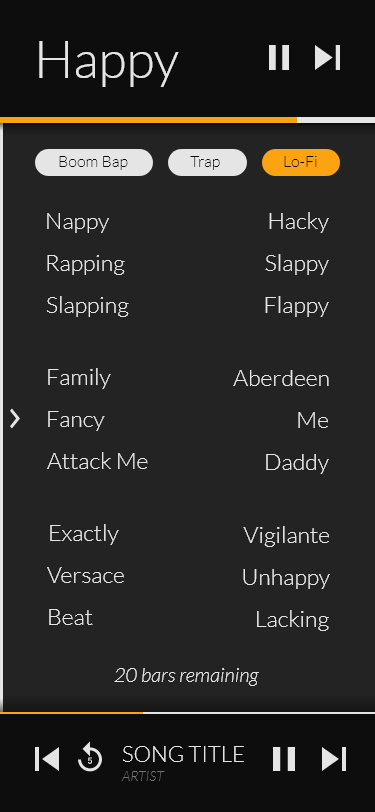 Happy
Boom Bap Trap Lo-Fi
Nappy Hacky
Rapping Slappy
Slapping Flappy
Family Aberdeen
Fancy Me
Attack Me Daddy
Exactly Vigilante
Versace Unhappy
Beat Lacking
20 bars remaining
5 SONG TITLE
ARTIST